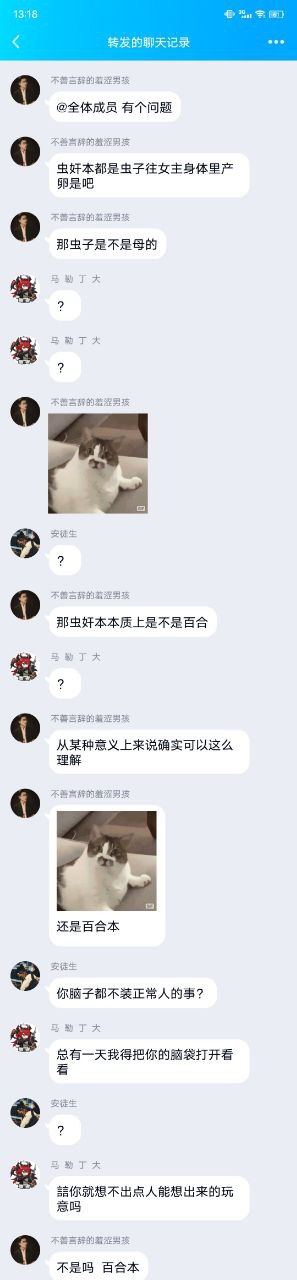 13:18
转发的聊天记录
不善言辞的羞涩男孩
@全体成员 有个问题
不善言辞的羞涩男孩
虫奸本都是虫子往女主身体里产
卵是吧
不善言辞的羞涩男孩
那虫子是不是母的
马 勒 丁 大
?
马 勒 丁 大
?
不善言辞的羞涩男孩
安徒生
?
不善言辞的羞涩男孩
那虫奸本本质上是不是百合
马 勒 丁 大
?
不善言辞的羞涩男孩
从某种意义上来说确实可以这么
理解
不善言辞的羞涩男孩
还是百合本
安徒生
你脑子都不装正常人的事?
马 勒 丁 大
总有一天我得把你的脑袋打开看
看
安徒生
?
马 勒 丁 大
詰你就想不出点人能想出来的玩
意吗
不善言辞的羞涩男孩
不是吗 百合本